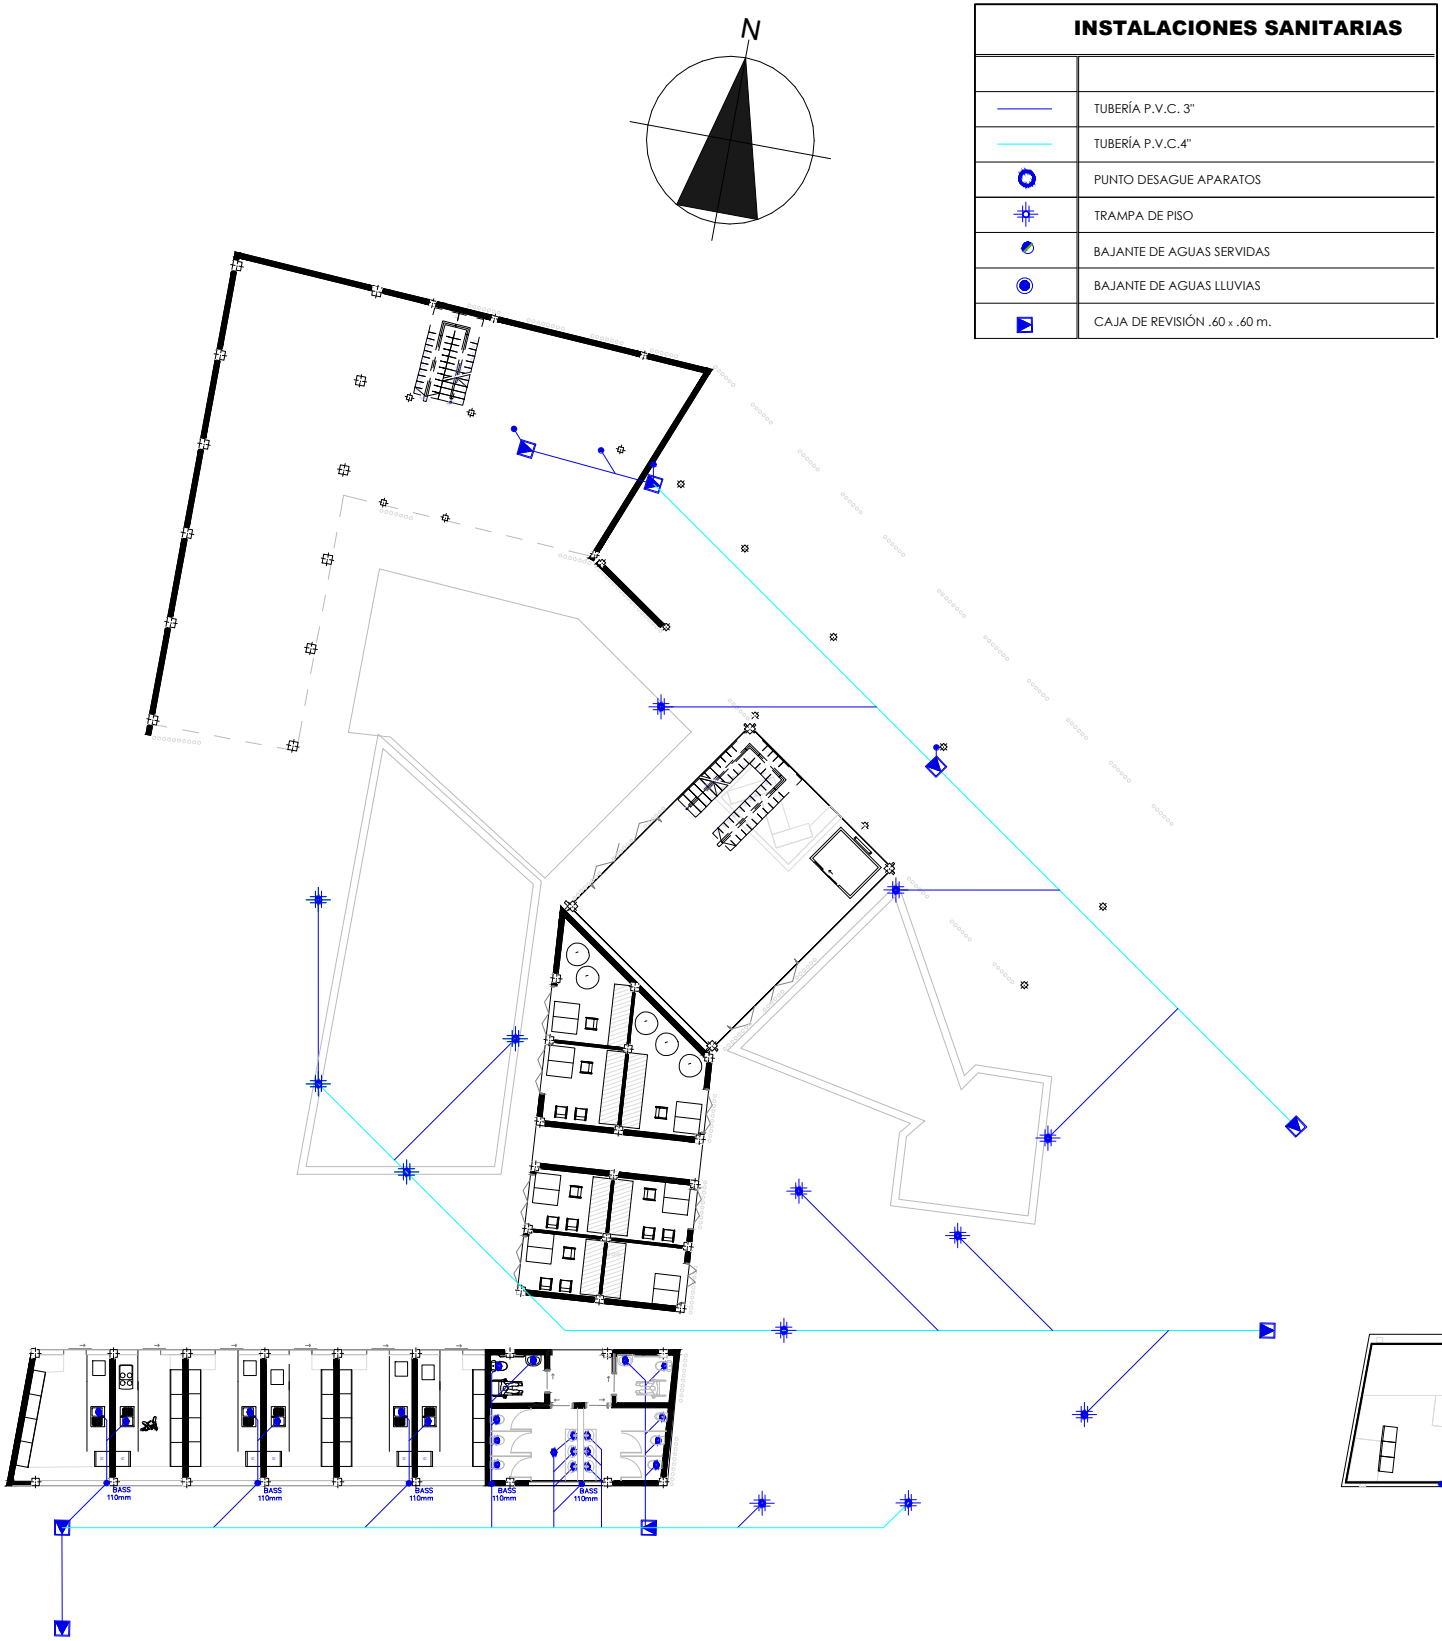 N
INSTALACIONES SANITARIAS
TUBERÍA P.V.C. 3"
TUBERÍA P.V.C.4"
PUNTO DESAGUE APARATOS
TRAMPA DE PISO
BAJANTE DE AGUAS SERVIDAS
BAJANTE DE AGUAS LLUVIAS
CAJA DE REVISIÓN .60 x .60 m.
BASS
110mm
BASS
110mm
BASS
110mm
BASS
110mm
BASS
110mm